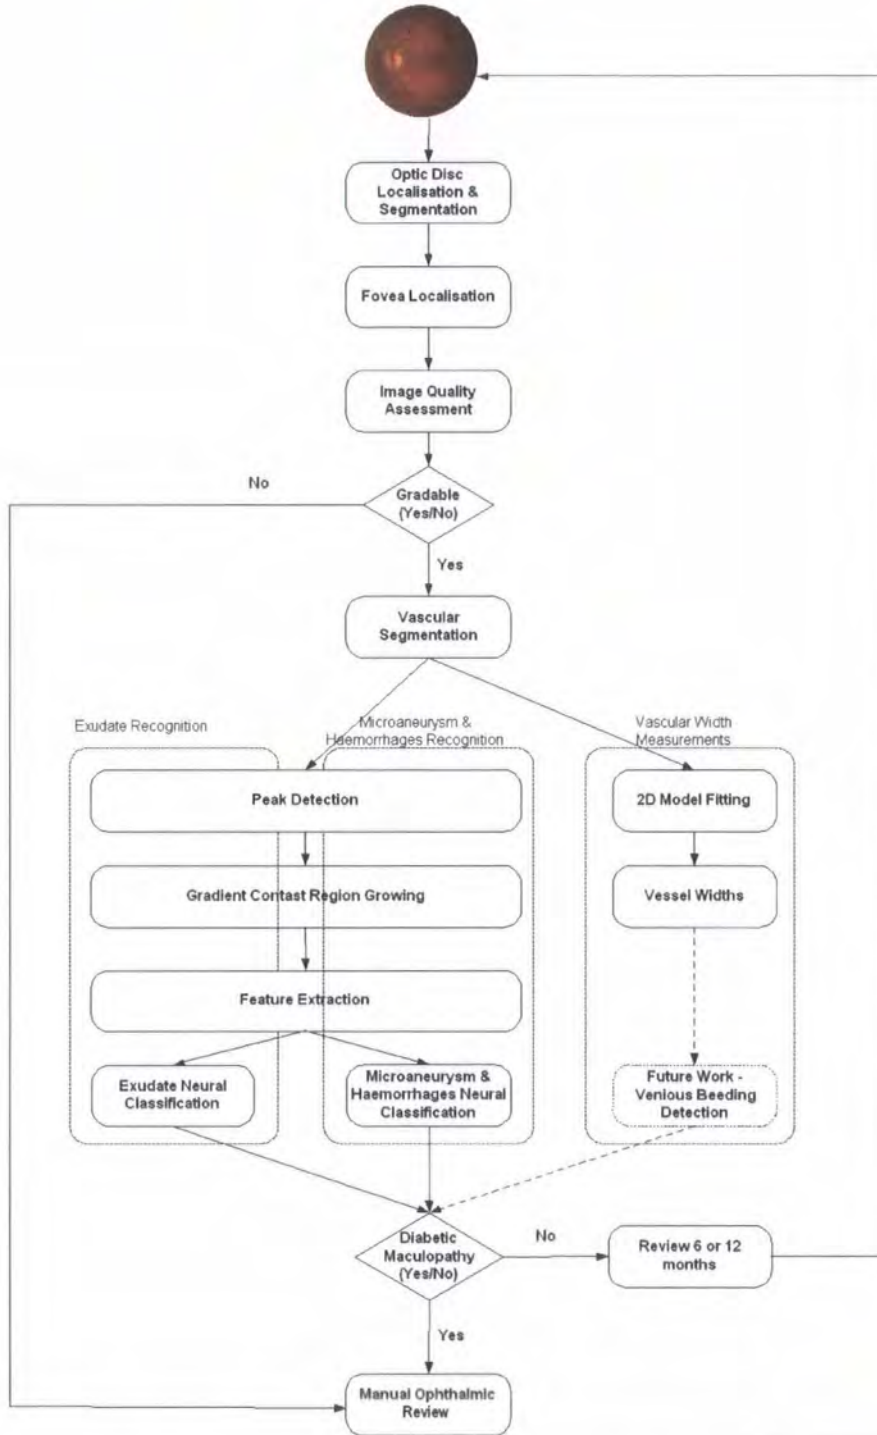 Optic Disc
Localisation &
Segmentation
Fovea Localisation
Image Quality
Assessment
No
Gradable
(Yes/No)
Yes
Vascular
Segmentation
Exudate Recognition
Microaneurysm &
Haemorrhages Recognition
Vascular Width
Measurements
Peak Detection
2D Model Fitting
Gradient Contast Region Growing
Vessel Widths
Feature Extraction
Exudate Neural
Classification
Microaneurysm &
Haemorrhages Neural
Classification
Future Work -
Venious Beeding
Detection
Diabetic
Maculopathy
(Yes/No)
No
Review 6 or 12
months
Yes
Manual Ophthalmic
Review